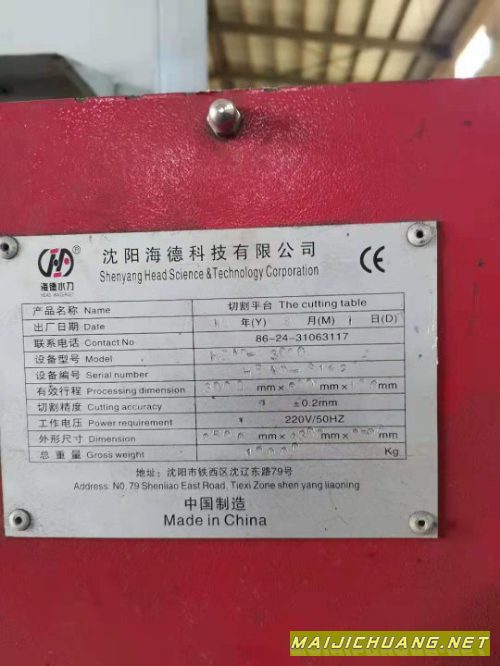 海德水刀
HEAD WATERJET
®
沈阳海德科技有限公司
Shenyang Head Science & Technology Corporation
CE
产品名称 Name 切割平台 The cutting table
出厂日期 Date 年(Y) 月(M) 日(D)
联系电话 Contact No 86-24-31063117
设备型号 Model
设备编号 Serial number
有效行程 Processing dimension mm× mm× mm
切割精度 Cutting accuracy ±0.2mm
工作电压 Power requirement 220V/50HZ
外形尺寸 Dimension mm× mm× mm
总重量 Gross weight Kg
地址: 沈阳市铁西区沈辽东路79号
Address: NO. 79 Shenliao East Road, Tiexi Zone shen yang liaoning
中国制造
Made in China
MAIJICHUANG.NET